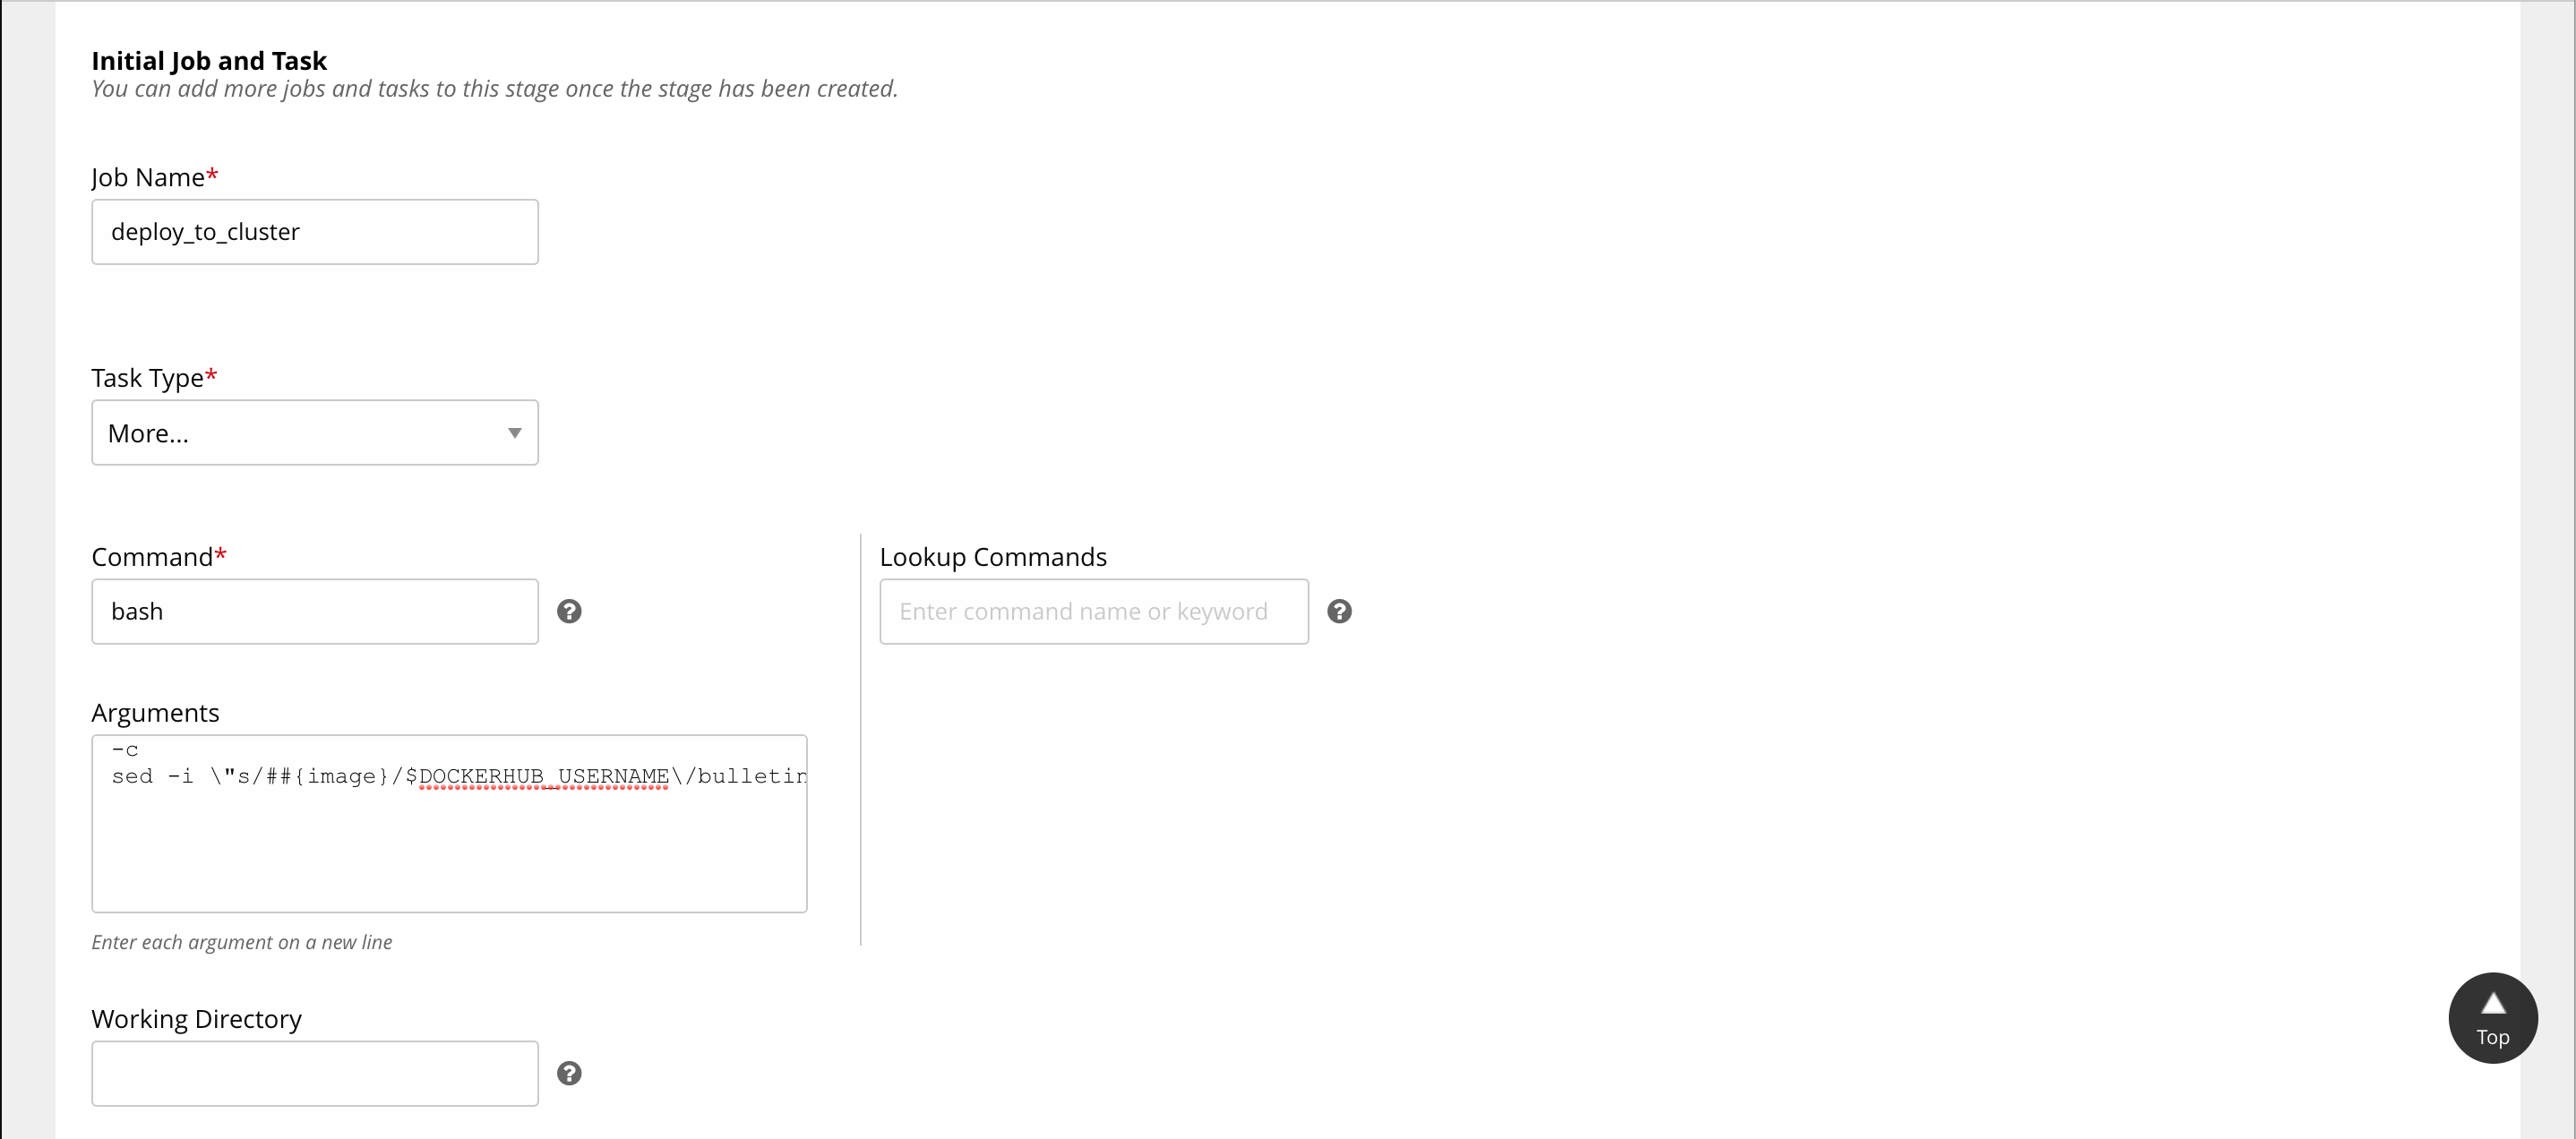 Initial Job and Task
You can add more jobs and tasks to this stage once the stage has been created.
Job Name*
deploy_to_cluster
Task Type*
More...
Command*
bash
Lookup Commands
Enter command name or keyword
Arguments
-c
sed -i \"s/##{image}/$DOCKERHUB_USERNAME\/bulletin
Enter each argument on a new line
Working Directory
Top